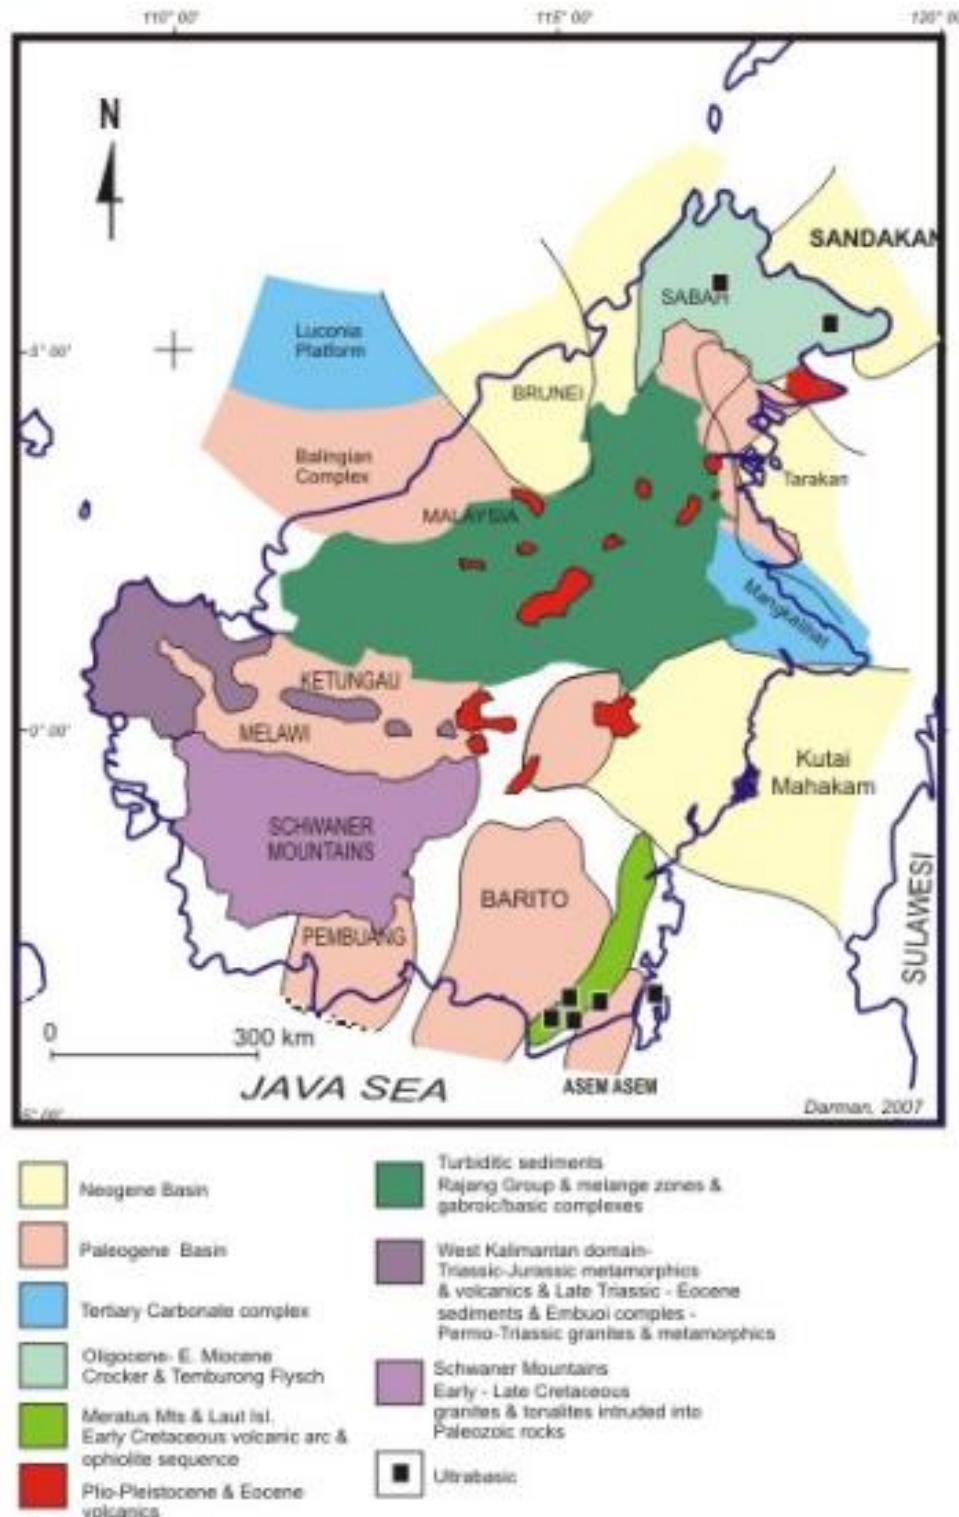 110° 00'
115° 00'
120° 00'
N
SANDAKAN
SABAH
Luconia
Platform
5° 00'
BRUNEI
Balingian
Complex
Tarakan
MALAYSIA
Mangkalihat
KETUNGAU
0° 00'
MELAWI
Kutai
Mahakam
SCHWANER
MOUNTAINS
BARITO
SULAWESI
PEMBUANG
0
300 km
JAVA SEA
ASEM ASEM
Darman, 2007
5° 00'
Neogene Basin
Paleogene Basin
Tertiary Carbonate complex
Oligocene- E. Miocene
Crocker & Temburong Flysch
Meratus Mts & Laut Isl.
Early Cretaceous volcanic arc &
ophiolite sequence
Plio-Pleistocene & Eocene
volcanics
Turbiditic sediments
Rajang Group & melange zones &
gabroic/basic complexes
West Kalimantan domain-
Triassic-Jurassic metamorphics
& volcanics & Late Triassic - Eocene
sediments & Embuoi comples -
Permo-Triassic granites & metamorphics
Schwaner Mountains
Early - Late Cretaceous
granites & tonalites intruded into
Paleozoic rocks
Ultrabasic